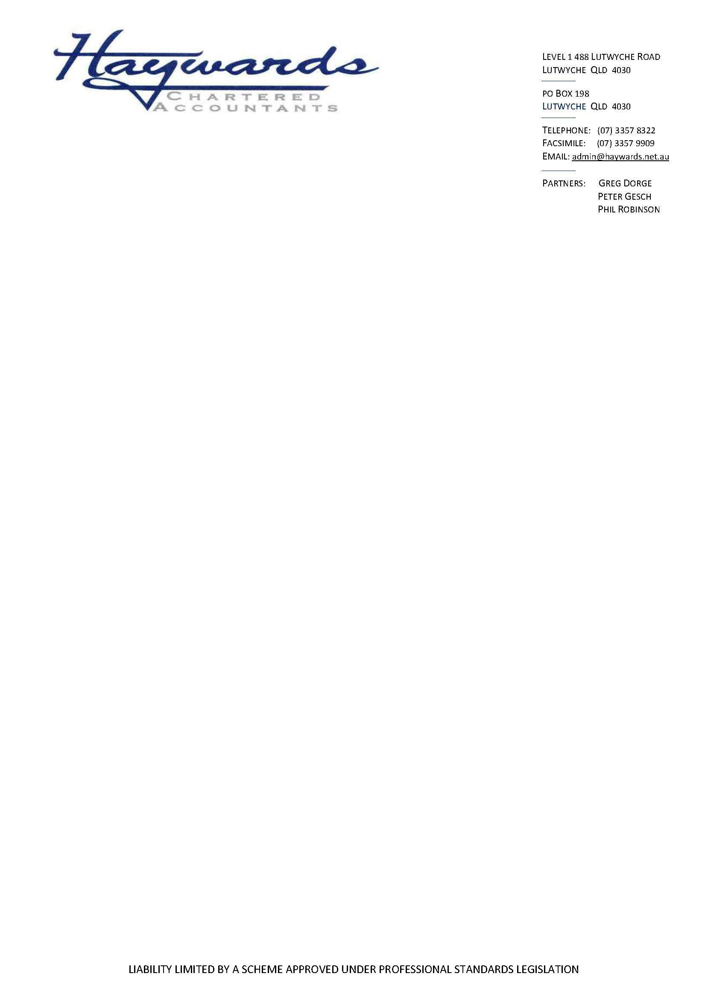 Haywards
CHARTERED
ACCOUNTANTS
LEVEL 1 488 LUTWYCHE ROAD
LUTWYCHE QLD 4030
PO BOX 198
LUTWYCHE QLD 4030
TELEPHONE: (07) 3357 8322
FACSIMILE: (07) 3357 9909
EMAIL: admin@haywards.net.au
PARTNERS: GREG DORGE
PETER GESCH
PHIL ROBINSON
LIABILITY LIMITED BY A SCHEME APPROVED UNDER PROFESSIONAL STANDARDS LEGISLATION